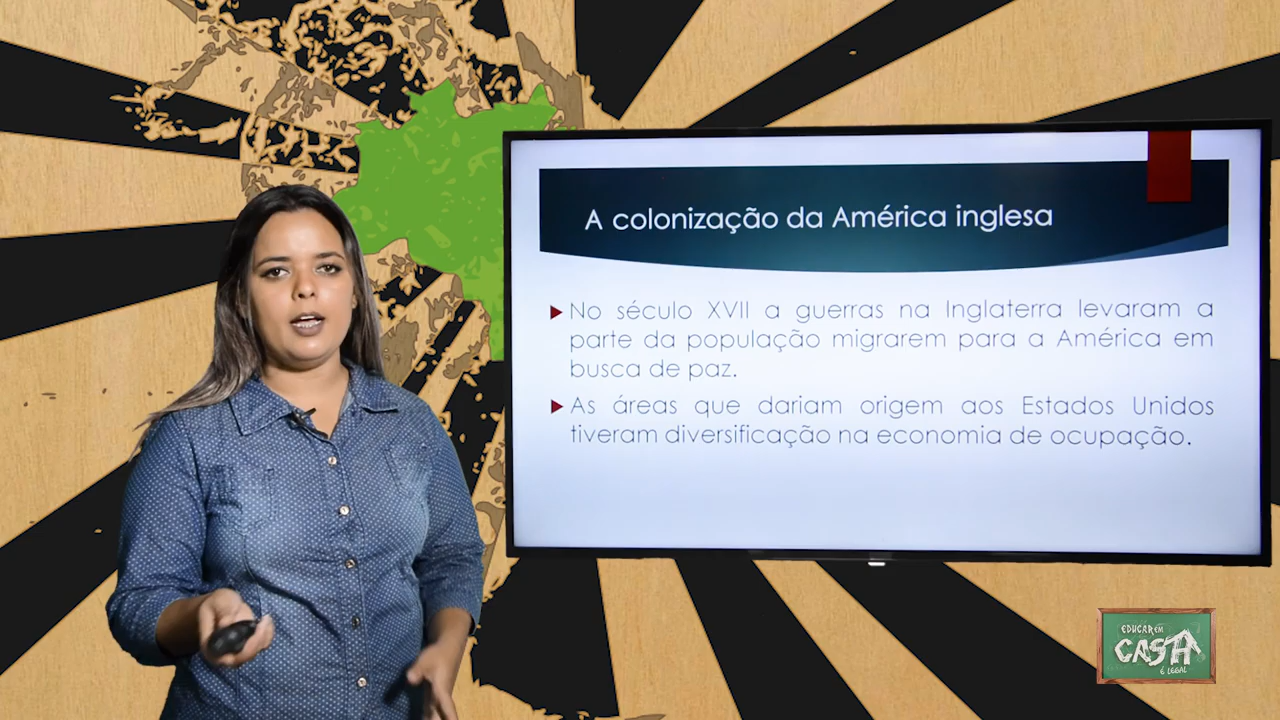 A colonização da América inglesa
No século XVII a guerras na Inglaterra levaram a
parte da população migrarem para a América em
busca de paz.
As áreas que dariam origem aos Estados Unidos
tiveram diversificação na economia de ocupação.
EDUCAR EM
CASA
É LEGAL